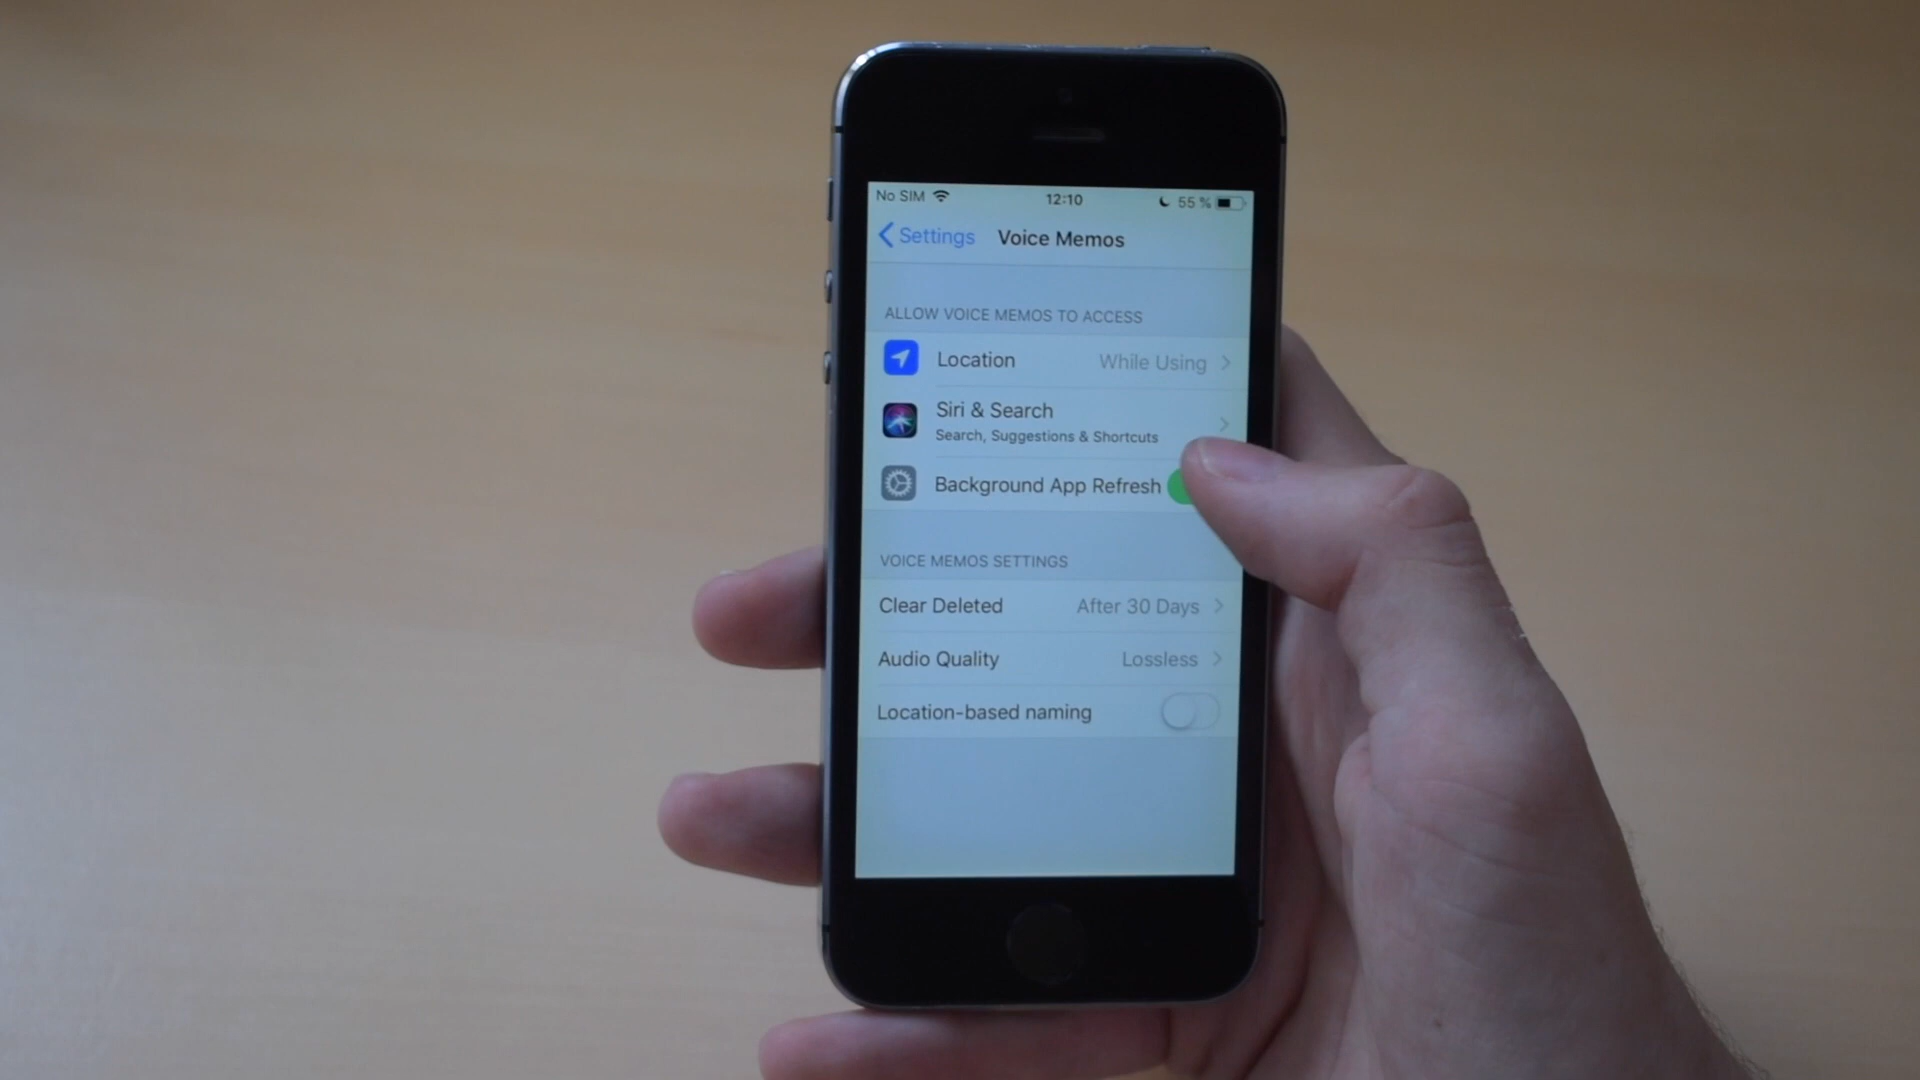 No SIM 12:10 55 %
Settings Voice Memos
ALLOW VOICE MEMOS TO ACCESS
Location While Using
Siri & Search
Search, Suggestions & Shortcuts
Background App Refresh
VOICE MEMOS SETTINGS
Clear Deleted After 30 Days
Audio Quality Lossless
Location-based naming